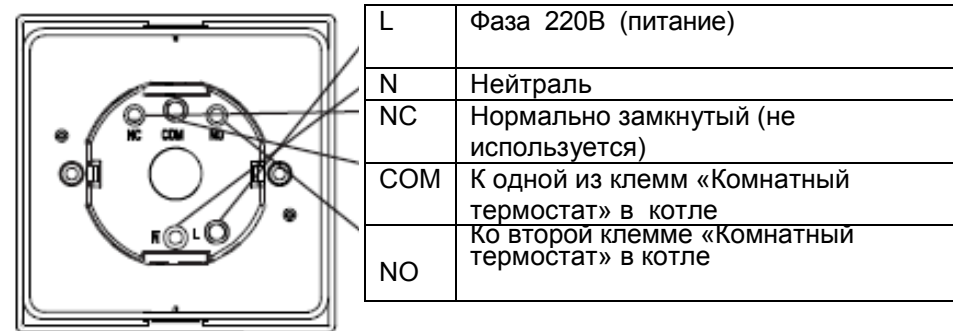 L Фаза 220В (питание)
N Нейтраль
NC Нормально замкнутый (не
используется)
COM К одной из клемм «Комнатный
термостат» в котле
Ко второй клемме «Комнатный
NO термостат» в котле
NC COM NO
N L